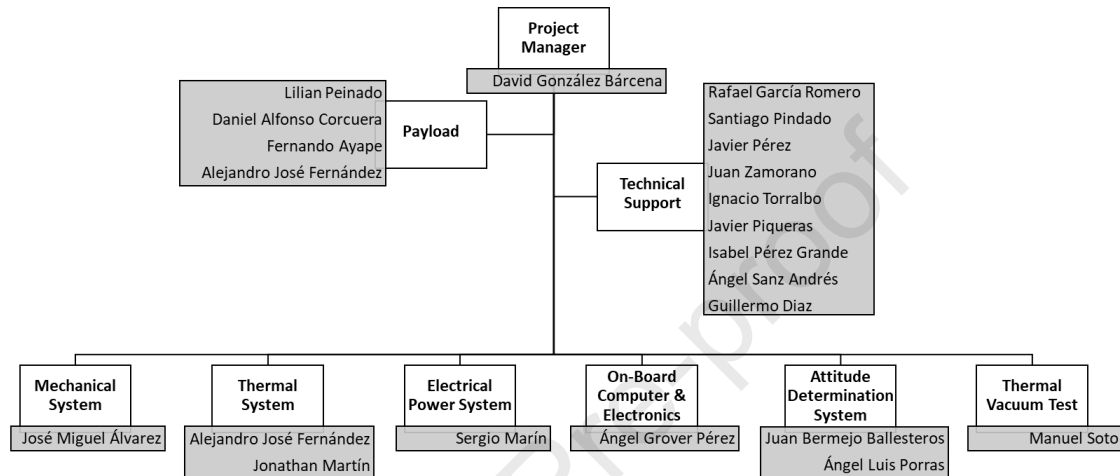 Project
Manager
David González Bárcena
Lilian Peinado
Daniel Alfonso Corcuera
Fernando Ayape
Alejandro José Fernández
Payload
Technical
Support
Rafael García Romero
Santiago Pindado
Javier Pérez
Juan Zamorano
Ignacio Torralbo
Javier Piqueras
Isabel Pérez Grande
Ángel Sanz Andrés
Guillermo Diaz
Mechanical
System
José Miguel Álvarez
Thermal
System
Alejandro José Fernández
Jonathan Martín
Electrical
Power System
Sergio Marín
On-Board
Computer &
Electronics
Ángel Grover Pérez
Attitude
Determination
System
Juan Bermejo Ballesteros
Ángel Luis Porras
Thermal
Vacuum Test
Manuel Soto
Pre-proof